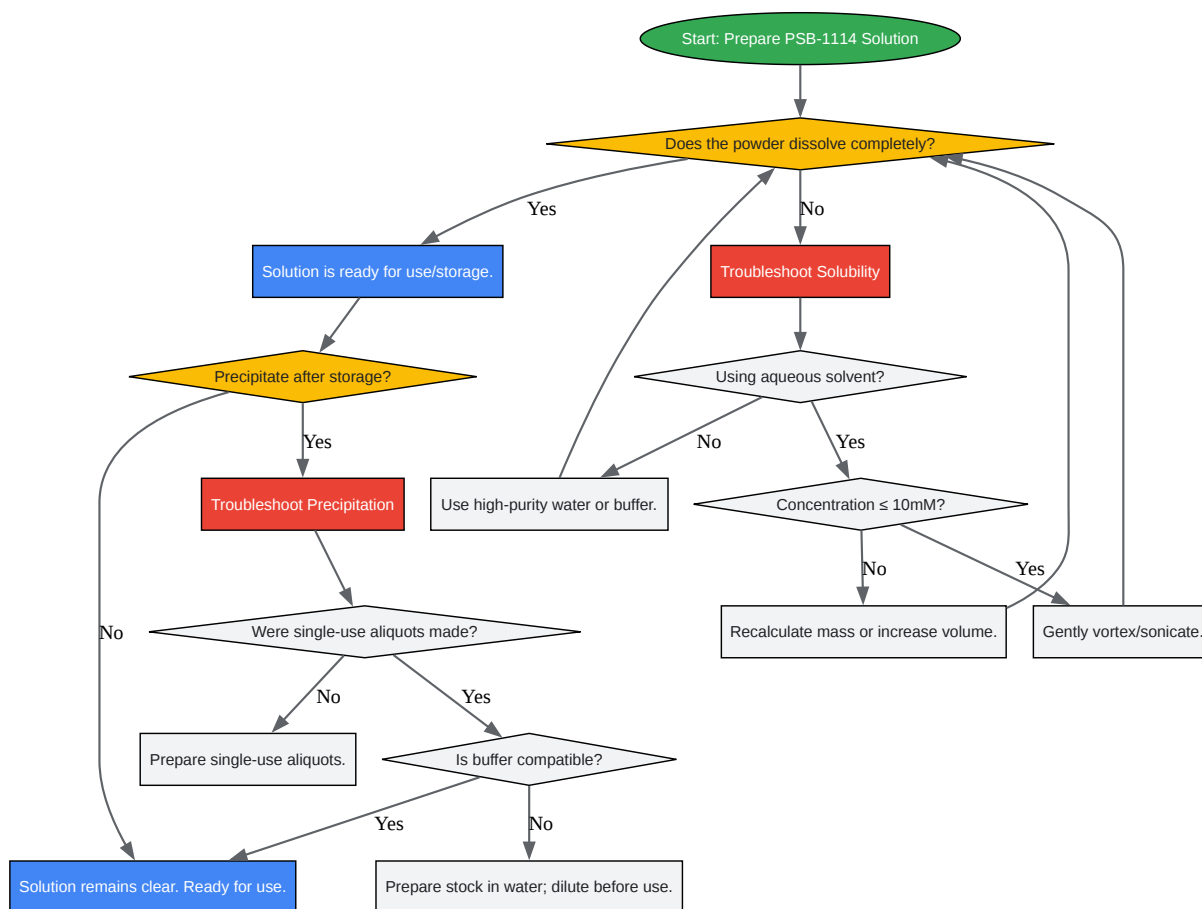 Start: Prepare PSB-1114 Solution
Does the powder dissolve completely?
Yes
No
Solution is ready for use/storage.
Troubleshoot Solubility
Precipitate after storage?
Using aqueous solvent?
Yes
No
Yes
Troubleshoot Precipitation
Use high-purity water or buffer.
Concentration ≤ 10mM?
No
Yes
No
Were single-use aliquots made?
Recalculate mass or increase volume.
Gently vortex/sonicate.
No
Yes
Prepare single-use aliquots.
Is buffer compatible?
Yes
No
Solution remains clear. Ready for use.
Prepare stock in water; dilute before use.